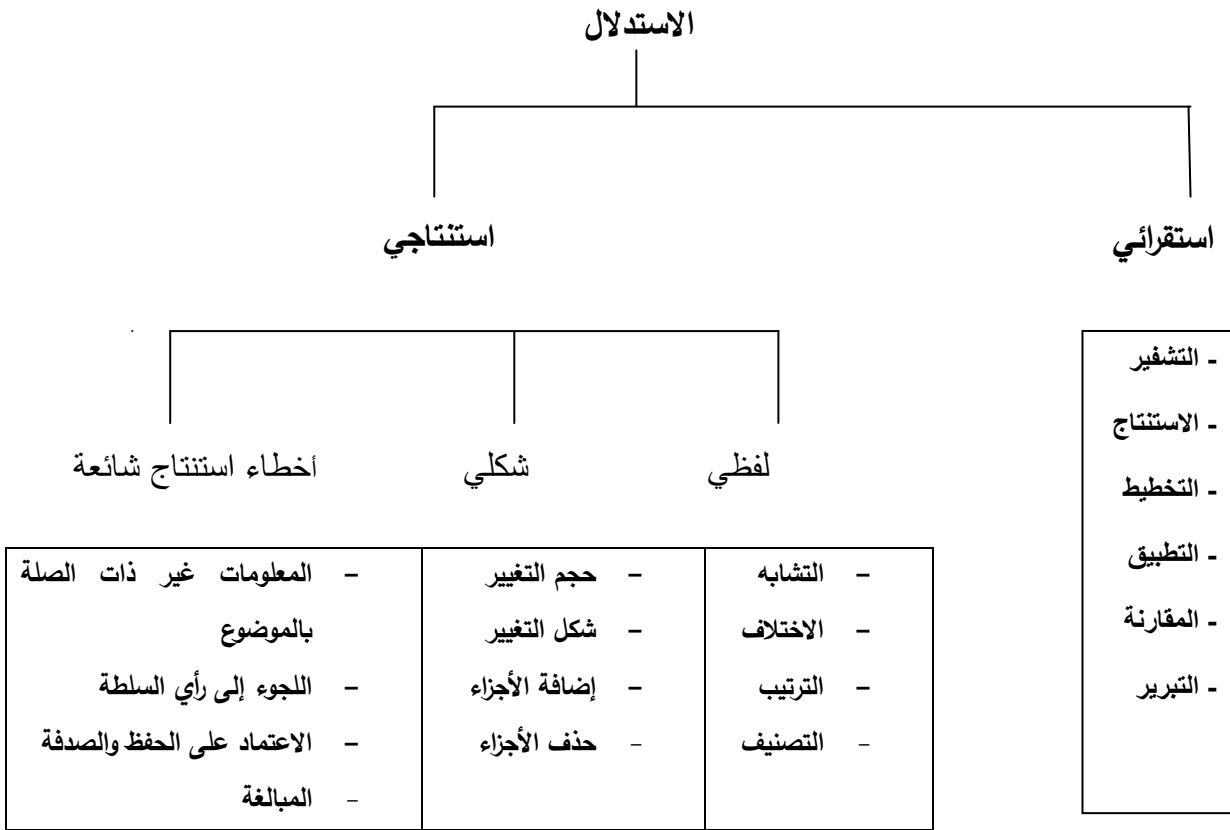 الاستدلال
استقرائي
استنتاجي
- التشفير
- الاستنتاج
- التخطيط
- التطبيق
- المقارنة
- التبرير
لفظي
شكلي
أخطاء استنتاج شائعة
– التشابه
– الاختلاف
– الترتيب
- التصنيف
– حجم التغيير
– شكل التغيير
– إضافة الأجزاء
- حذف الأجزاء
– المعلومات غير ذات الصلة
بالموضوع
– اللجوء إلى رأي السلطة
– الاعتماد على الحفظ والصدفة
- المبالغة